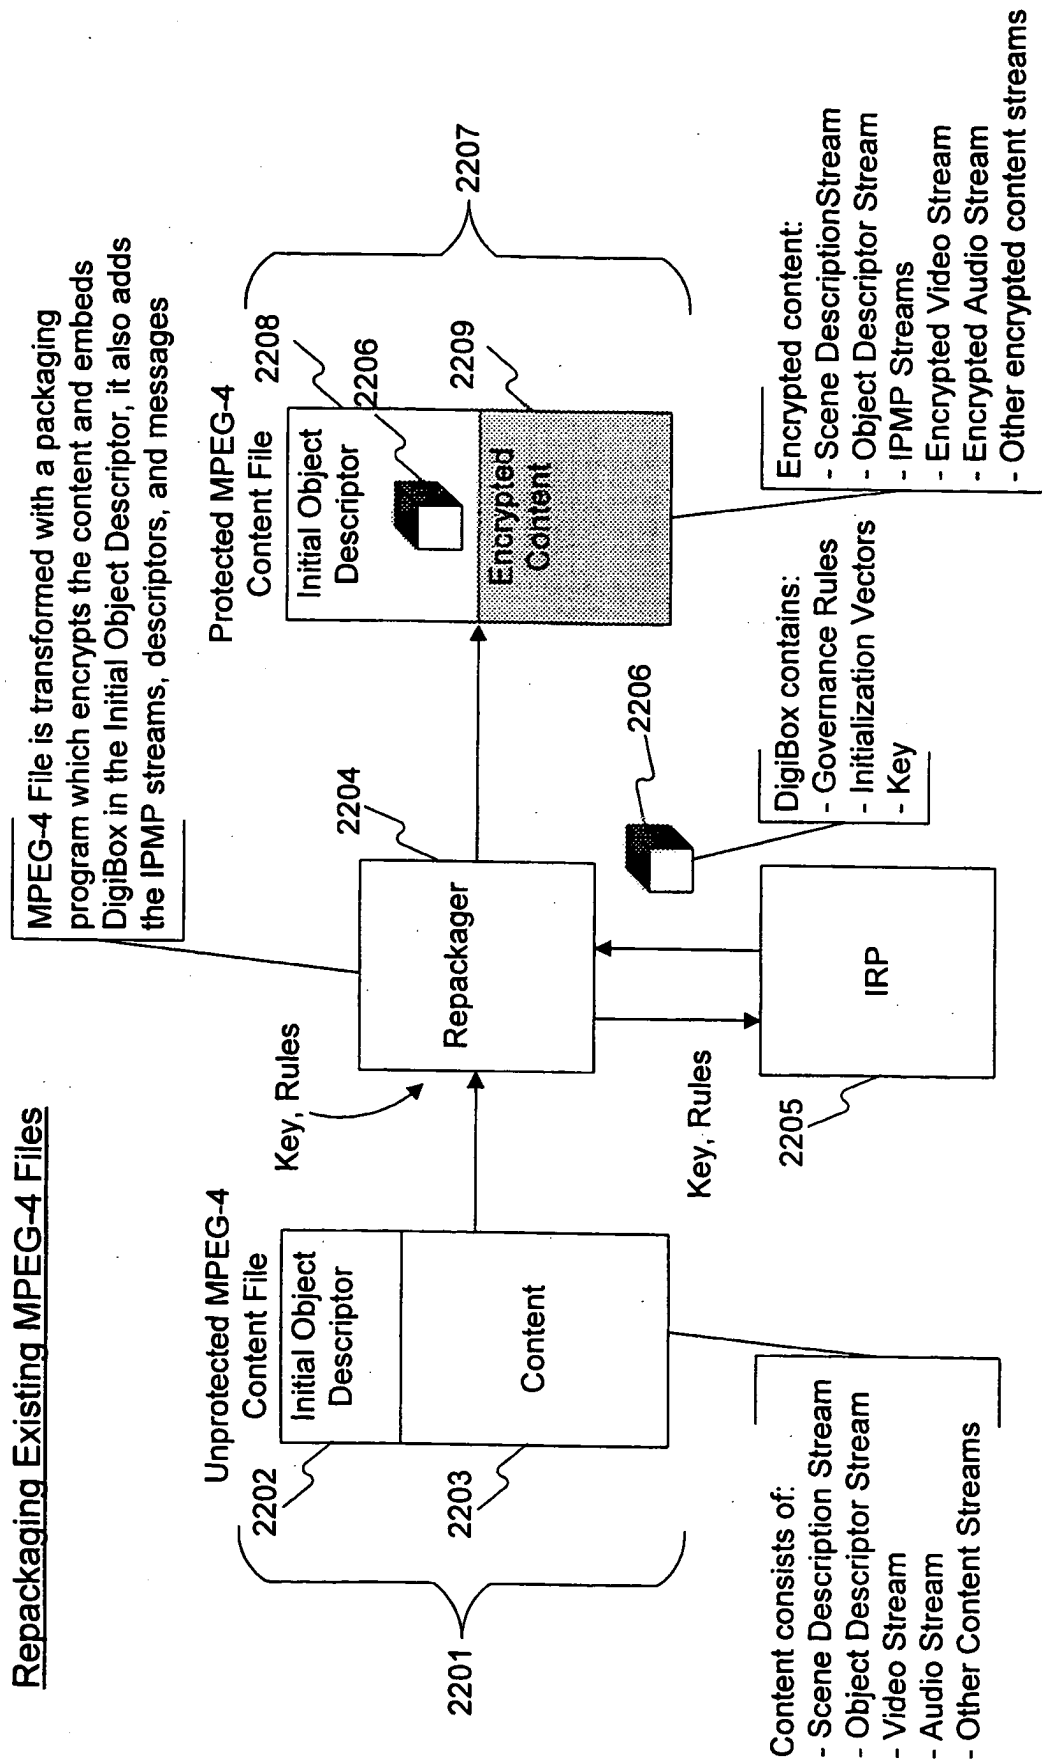 Repackaging Existing MPEG-4 Files
MPEG-4 File is transformed with a packaging
program which encrypts the content and embeds
DigiBox in the Initial Object Descriptor, it also adds
the IPMP streams, descriptors, and messages
Unprotected MPEG-4
Content File
2202
Initial Object
Descriptor
2203
Content
2201
Content consists of:
- Scene Description Stream
- Object Descriptor Stream
- Video Stream
- Audio Stream
- Other Content Streams
Key, Rules
2204
Repackager
Key, Rules
2205
IRP
2206
DigiBox contains:
- Governance Rules
- Initialization Vectors
- Key
Protected MPEG-4
Content File
2208
Initial Object
Descriptor
2206
2209
Encrypted
Content
2207
Encrypted content:
- Scene DescriptionStream
- Object Descriptor Stream
- IPMP Streams
- Encrypted Video Stream
- Encrypted Audio Stream
- Other encrypted content streams